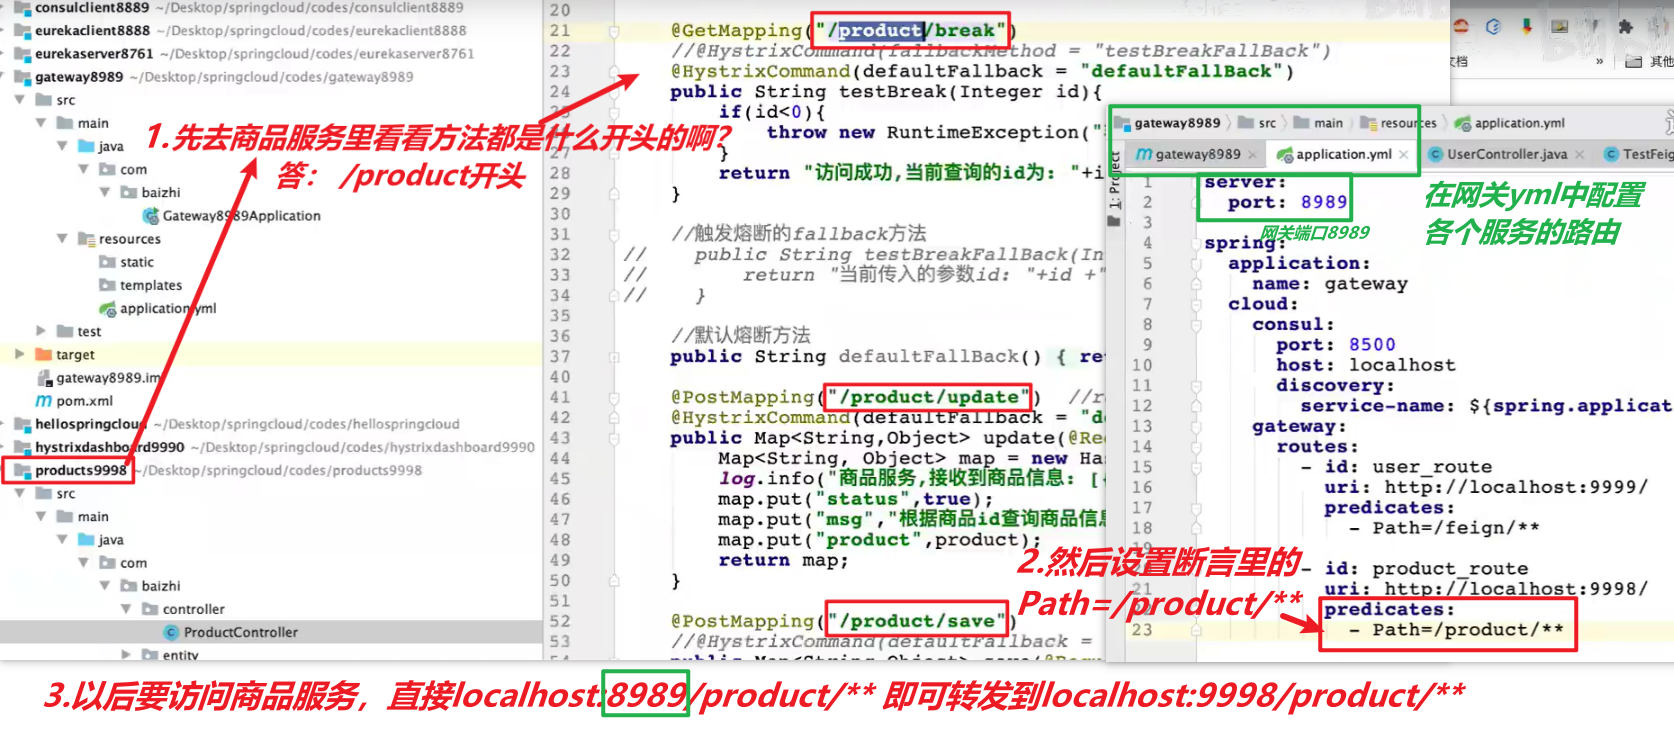 consulclient8889 ~/Desktop/springcloud/codes/consulclient8889
eurekaclient8888 ~/Desktop/springcloud/codes/eurekaclient8888
eurekaserver8761 ~/Desktop/springcloud/codes/eurekaserver8761
gateway8989 ~/Desktop/springcloud/codes/gateway8989
src
main
java
com
baizhi
Gateway8989Application
resources
static
templates
application.yml
test
target
gateway8989.im
pom.xml
hellospringcloud ~/Desktop/springcloud/codes/hellospringcloud
hystrixdashboard9990 ~/Desktop/springcloud/codes/hystrixdashboard9990
products9998 ~/Desktop/springcloud/codes/products9998
src
main
java
com
baizhi
controller
ProductController
entity
1.先去商品服务里看看方法都是什么开头的啊?
答： /product开头
20
21 @GetMapping("/product/break")
22 //@HystrixCommand(fallbackMethod = "testBreakFallBack")
23 @HystrixCommand(defaultFallback = "defaultFallBack")
24 public String testBreak(Integer id){
25 if(id<0){
throw new RuntimeException("
27 }
28 return "访问成功,当前查询的id为: "+i
29 }
30
31 //触发熔断的fallback方法
32 // public String testBreakFallBack(In
33 // return "当前传入的参数id: "+id +"
34 // }
35
36 //默认熔断方法
37 public String defaultFallBack() { re
40
41 @PostMapping("/product/update") //r
42 @HystrixCommand(defaultFallback = "de
43 public Map<String,Object> update(@Re
44 Map<String, Object> map = new Ha
45 log.info("商品服务,接收到商品信息: [{
46 map.put("status",true);
47 map.put("msg","根据商品id查询商品信息
48 map.put("product",product);
49 return map;
50 }
51
52 @PostMapping("/product/save")
53 //@HystrixCommand(defaultFallback =
文档
» 其他
gateway8989 src main resources application.yml
gateway8989 application.yml UserController.java TestFeig
1: Project
1 server:
2 port: 8989
3
4 spring:
5 application:
6 name: gateway
7 cloud:
8 consul:
9 port: 8500
10 host: localhost
11 discovery:
12 service-name: ${spring.applicat
13 gateway:
14 routes:
15 - id: user_route
16 uri: http://localhost:9999/
17 predicates:
18 - Path=/feign/**
19
- id: product_route
21 uri: http://localhost:9998/
predicates:
23 - Path=/product/**
网关端口8989
在网关yml中配置
各个服务的路由
2.然后设置断言里的
Path=/product/**
3.以后要访问商品服务，直接localhost:8989/product/** 即可转发到localhost:9998/product/**